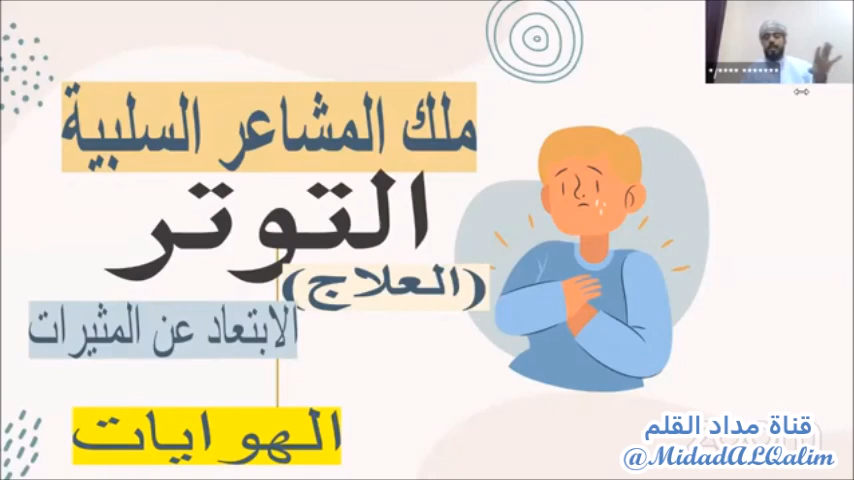 ملك المشاعر السلبية
التوتر
(العلاج)
الابتعاد عن المثيرات
الهوايات
قناة مداد القلم
@MidadALQalim